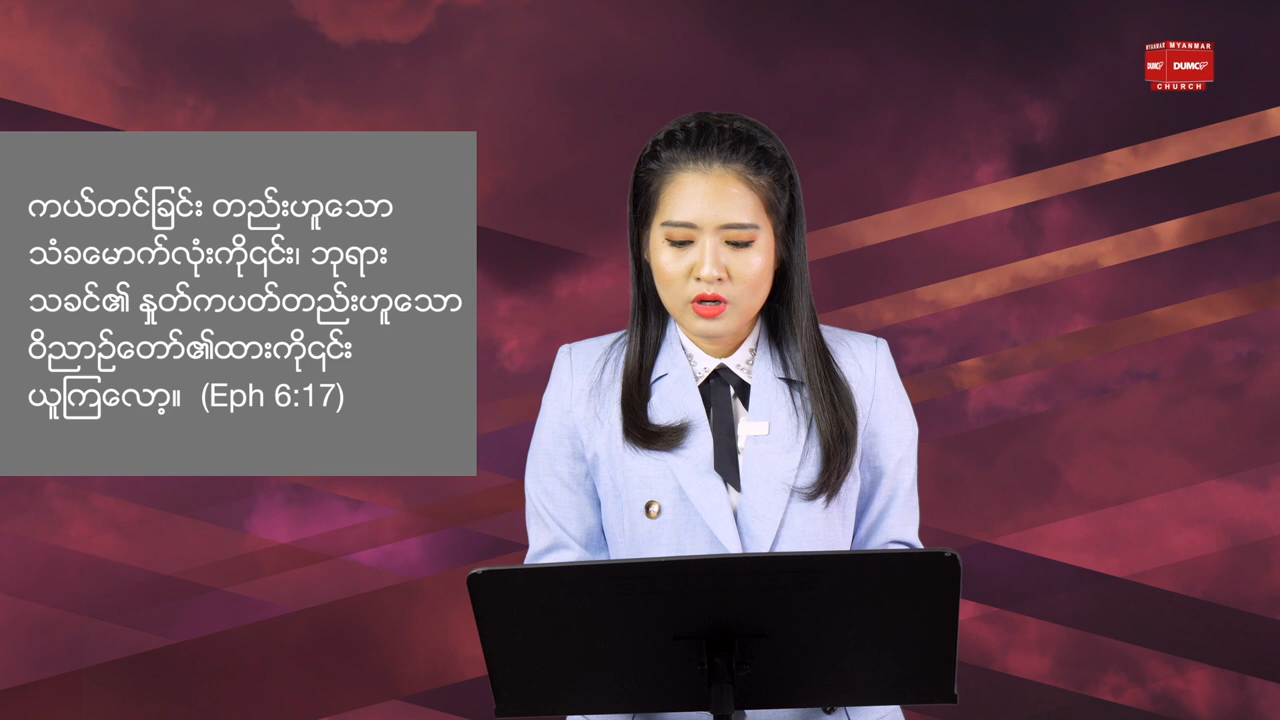 ကယ်တင်ခြင်း တည်းဟူသော
သံခမောက်လုံးကို၎င်း၊ ဘုရား
သခင်၏ နှုတ်ကပတ်တည်းဟူသော
ဝိညာဉ်တော်၏ထားကို၎င်း
ယူကြလော့။ (Eph 6:17)
MYANMAR MYANMAR
DUMC DUMC
CHURCH